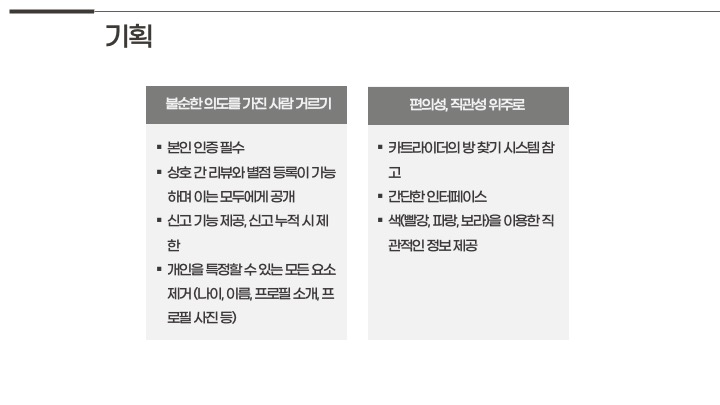 기획
불순한 의도를 가진 사람 거르기
본인 인증 필수
상호 간 리뷰와 별점 등록이 가능
하며 이는 모두에게 공개
신고 기능 제공, 신고 누적 시 제
한
개인을 특정할 수 있는 모든 요소
제거 (나이, 이름, 프로필 소개, 프
로필 사진 등)
편의성, 직관성 위주로
카트라이더의 방 찾기 시스템 참
고
간단한 인터페이스
색(빨강, 파랑, 보라)을 이용한 직
관적인 정보 제공